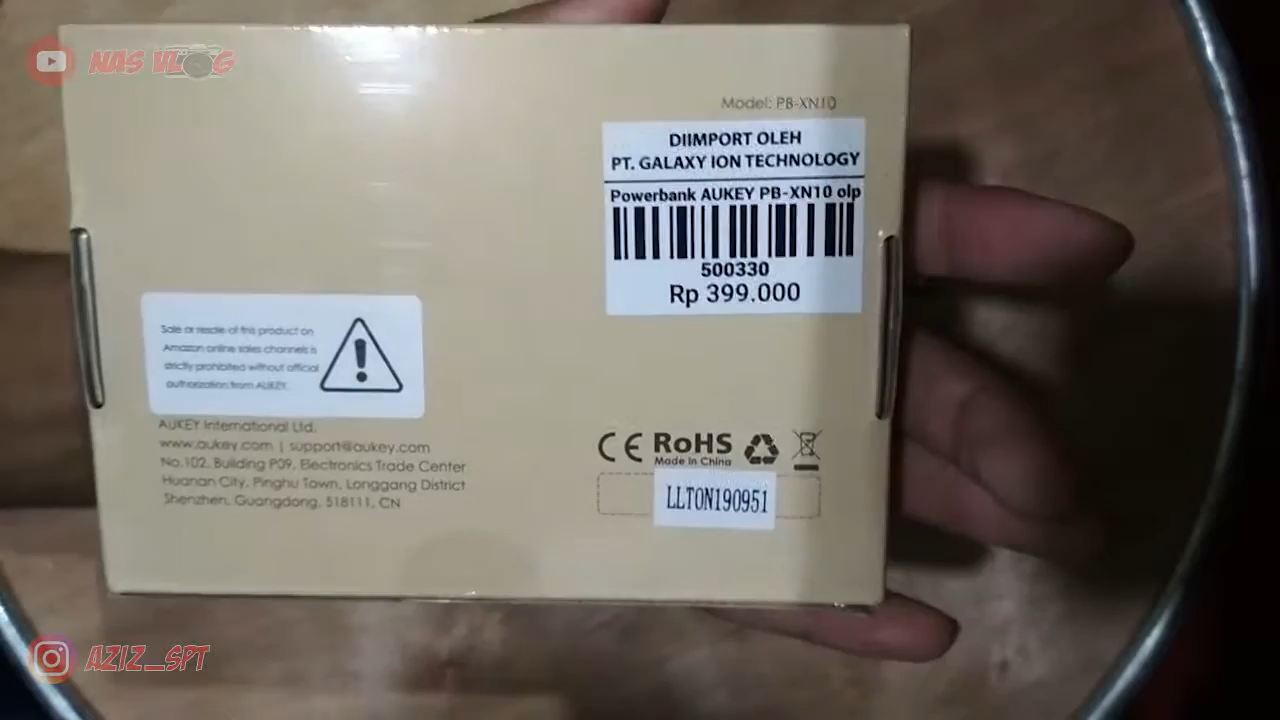 NAS VLOG
Model: PB-XN10
DIIMPORT OLEH
PT. GALAXY ION TECHNOLOGY
Powerbank AUKEY PB-XN10 olp
500330
Rp 399.000
Sale or resale of this product on
Amazon online sales channels is
strictly prohibited without official
authorization from AUKEY.
AUKEY International Ltd.
www.aukey.com | support@aukey.com
No.102, Building P09, Electronics Trade Center
Huanan City, Pinghu Town, Longgang District
Shenzhen, Guangdong, 518111, CN
CE RoHS
Made in China
LLTON190951
AZIZ_SPT